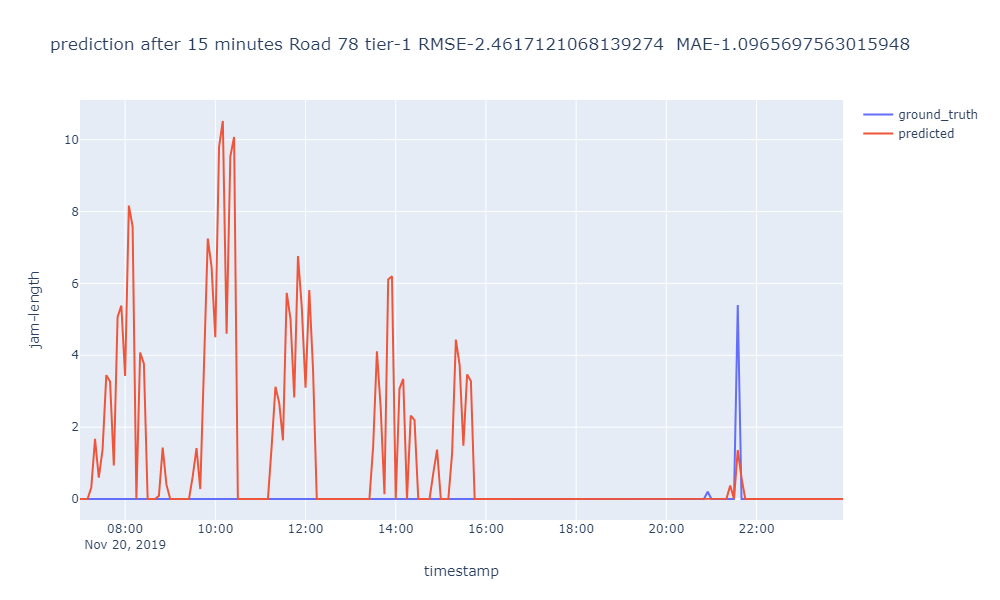 prediction after 15 minutes Road 78 tier-1 RMSE-2.4617121068139274  MAE-1.0965697563015948
ground_truth
predicted
jam-length
10
8
6
4
2
0
08:00 10:00 12:00 14:00 16:00 18:00 20:00 22:00
Nov 20, 2019
timestamp